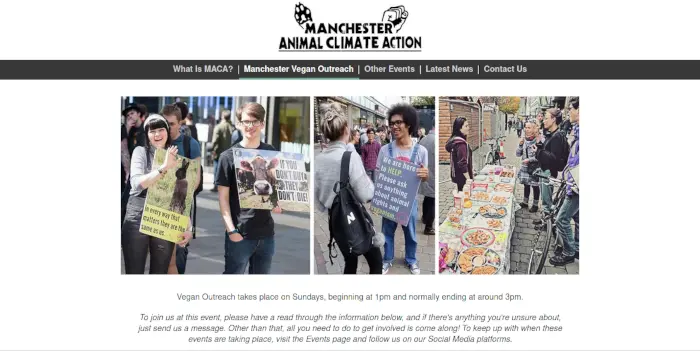 MANCHESTER
ANIMAL CLIMATE ACTION
What Is MACA? | Manchester Vegan Outreach | Other Events | Latest News | Contact Us
In every way that
matters they are the
same as us.
IF YOU
DON'T BUY
THEY
DON'T DIE!
We are here
to HELP.
Please ask
us anything
about animal
rights and
Vegan Outreach takes place on Sundays, beginning at 1pm and normally ending at around 3pm.
To join us at this event, please have a read through the information below, and if there's anything you're unsure about,
just send us a message. Other than that, all you need to do to get involved is come along! To keep up with when these
events are taking place, visit the Events page and follow us on our Social Media platforms.